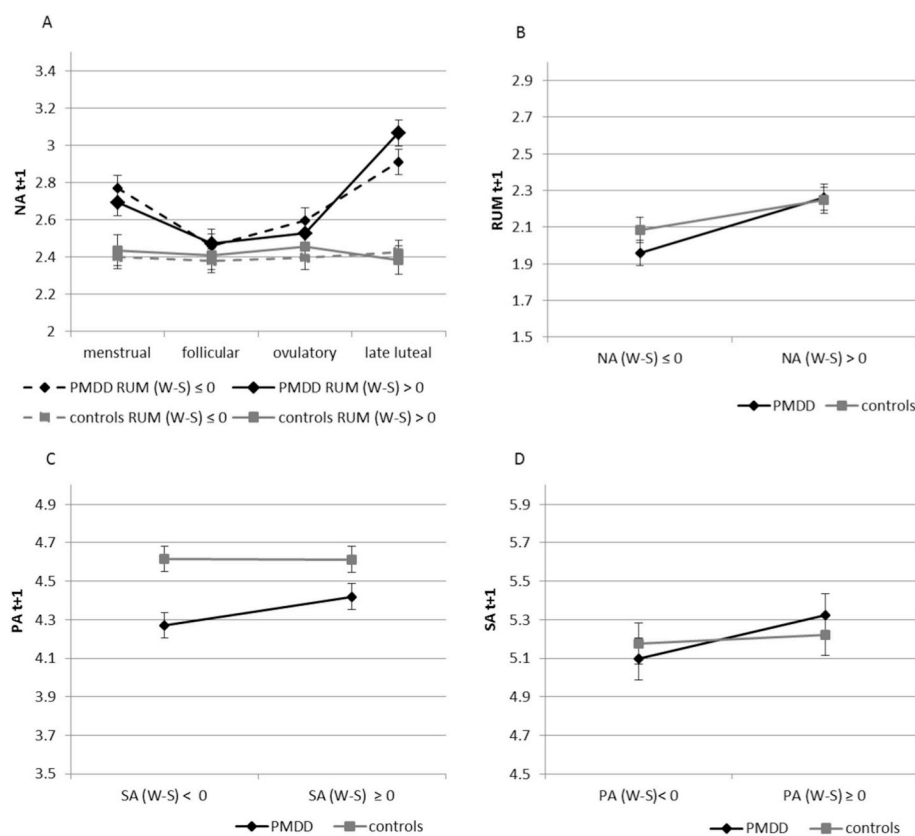 A
3.4
3.2
3
2.8
2.6
2.4
2.2
2
NA t+1
menstrual follicular ovulatory late luteal
PMDD RUM (W-S) ≤ 0 PMDD RUM (W-S) > 0
controls RUM (W-S) ≤ 0 controls RUM (W-S) > 0
B
2.9
2.7
2.5
2.3
2.1
1.9
1.7
1.5
RUM t+1
NA (W-S) ≤ 0 NA (W-S) > 0
PMDD controls
C
4.9
4.7
4.5
4.3
4.1
3.9
3.7
3.5
PA t+1
SA (W-S) < 0 SA (W-S) ≥ 0
PMDD controls
D
5.9
5.7
5.5
5.3
5.1
4.9
4.7
4.5
SA t+1
PA (W-S)< 0 PA (W-S) ≥ 0
PMDD controls